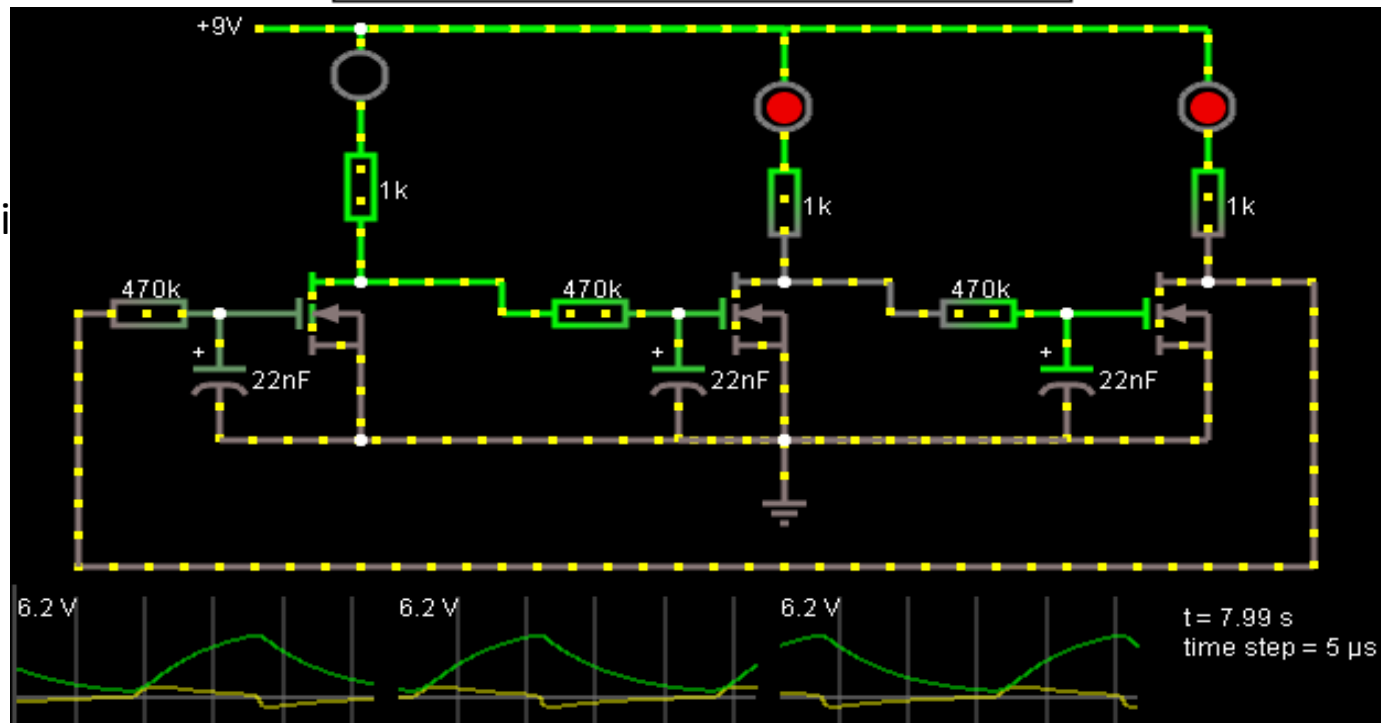 +9V
1k
1k
1k
i
470k
470k
470k
+
+
+
22nF
22nF
22nF
6.2 V
6.2 V
6.2 V
t = 7.99 s
time step = 5 µs